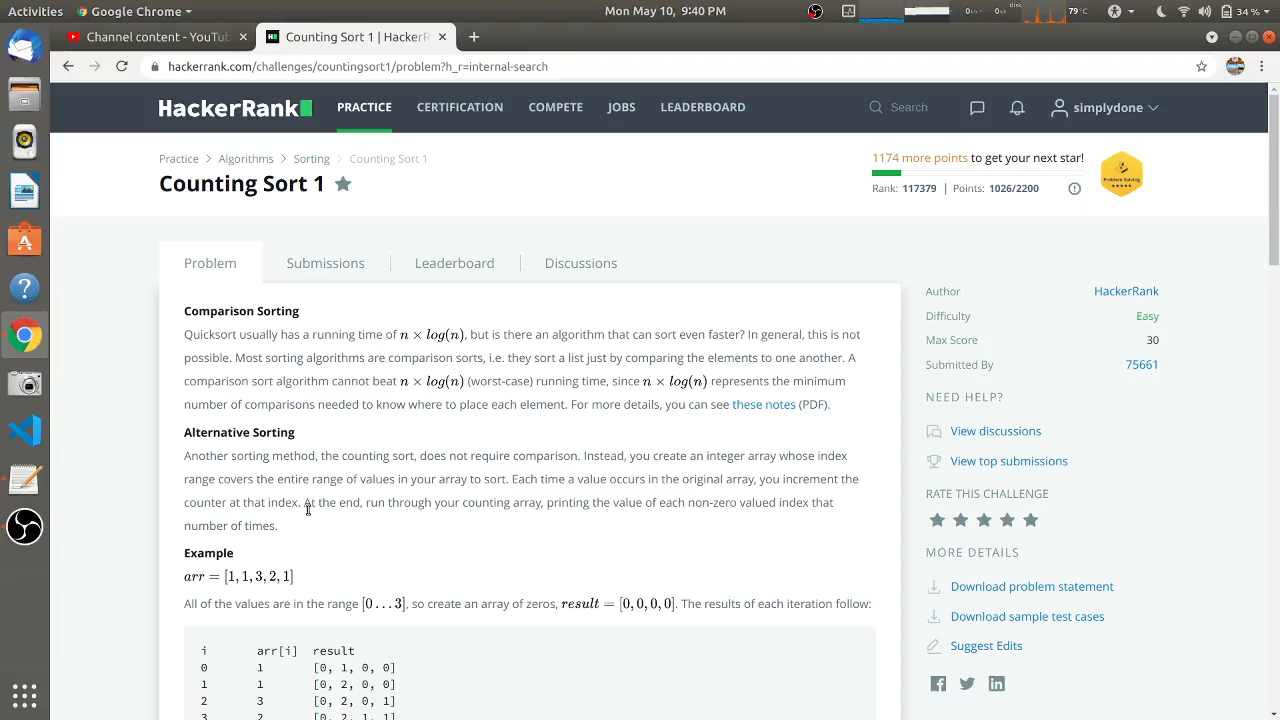 Activities Google Chrome Mon May 10, 9:40 PM 79°C 34 %
Channel content - YouTu Counting Sort 1 | HackerR
hackerrank.com/challenges/countingsort1/problem?h_r=internal-search
HackerRank PRACTICE CERTIFICATION COMPETE JOBS LEADERBOARD Search simplydone
Practice > Algorithms > Sorting > Counting Sort 1
Counting Sort 1
1174 more points to get your next star!
Rank: 117379 | Points: 1026/2200
Problem Solving
Problem Submissions Leaderboard Discussions
Comparison Sorting
Quicksort usually has a running time of n × log(n), but is there an algorithm that can sort even faster? In general, this is not
possible. Most sorting algorithms are comparison sorts, i.e. they sort a list just by comparing the elements to one another. A
comparison sort algorithm cannot beat n × log(n) (worst-case) running time, since n × log(n) represents the minimum
number of comparisons needed to know where to place each element. For more details, you can see these notes (PDF).
Alternative Sorting
Another sorting method, the counting sort, does not require comparison. Instead, you create an integer array whose index
range covers the entire range of values in your array to sort. Each time a value occurs in the original array, you increment the
counter at that index. At the end, run through your counting array, printing the value of each non-zero valued index that
number of times.
Example
arr = [1, 1, 3, 2, 1]
All of the values are in the range [0 … 3], so create an array of zeros, result = [0, 0, 0, 0]. The results of each iteration follow:
i arr[i] result
0 1 [0, 1, 0, 0]
1 1 [0, 2, 0, 0]
2 3 [0, 2, 0, 1]
3 2 [0, 2, 1, 1]
Author HackerRank
Difficulty Easy
Max Score 30
Submitted By 75661
NEED HELP?
View discussions
View top submissions
RATE THIS CHALLENGE
MORE DETAILS
Download problem statement
Download sample test cases
Suggest Edits